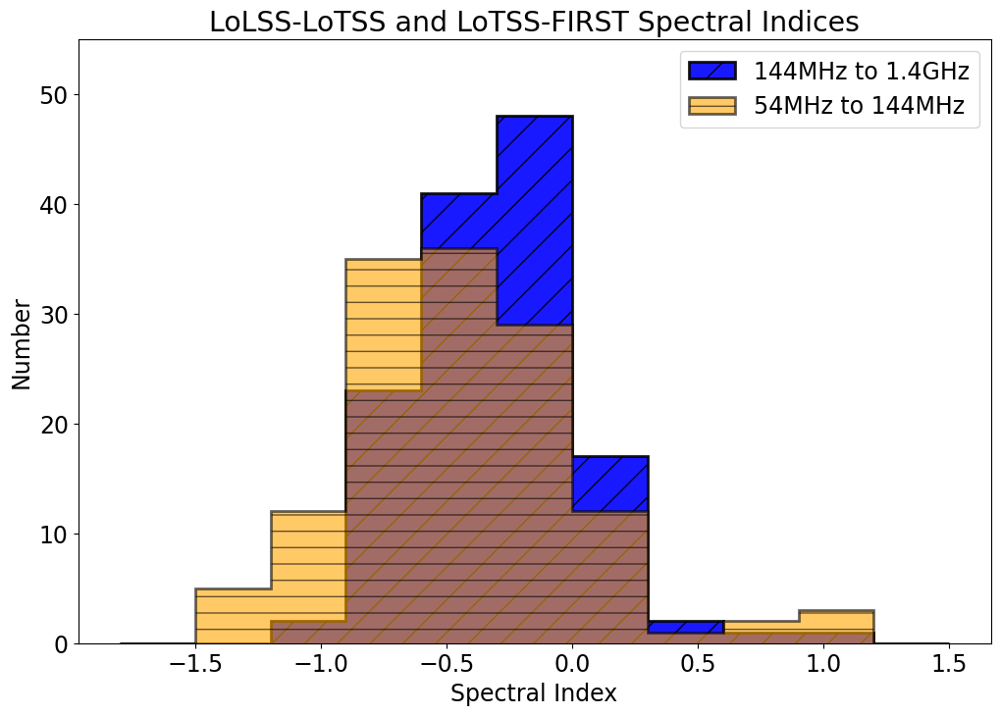 LoLSS-LoTSS and LoTSS-FIRST Spectral Indices
144MHz to 1.4GHz
54MHz to 144MHz
Number
50
40
30
20
10
0
−1.5 −1.0 −0.5 0.0 0.5 1.0 1.5
Spectral Index